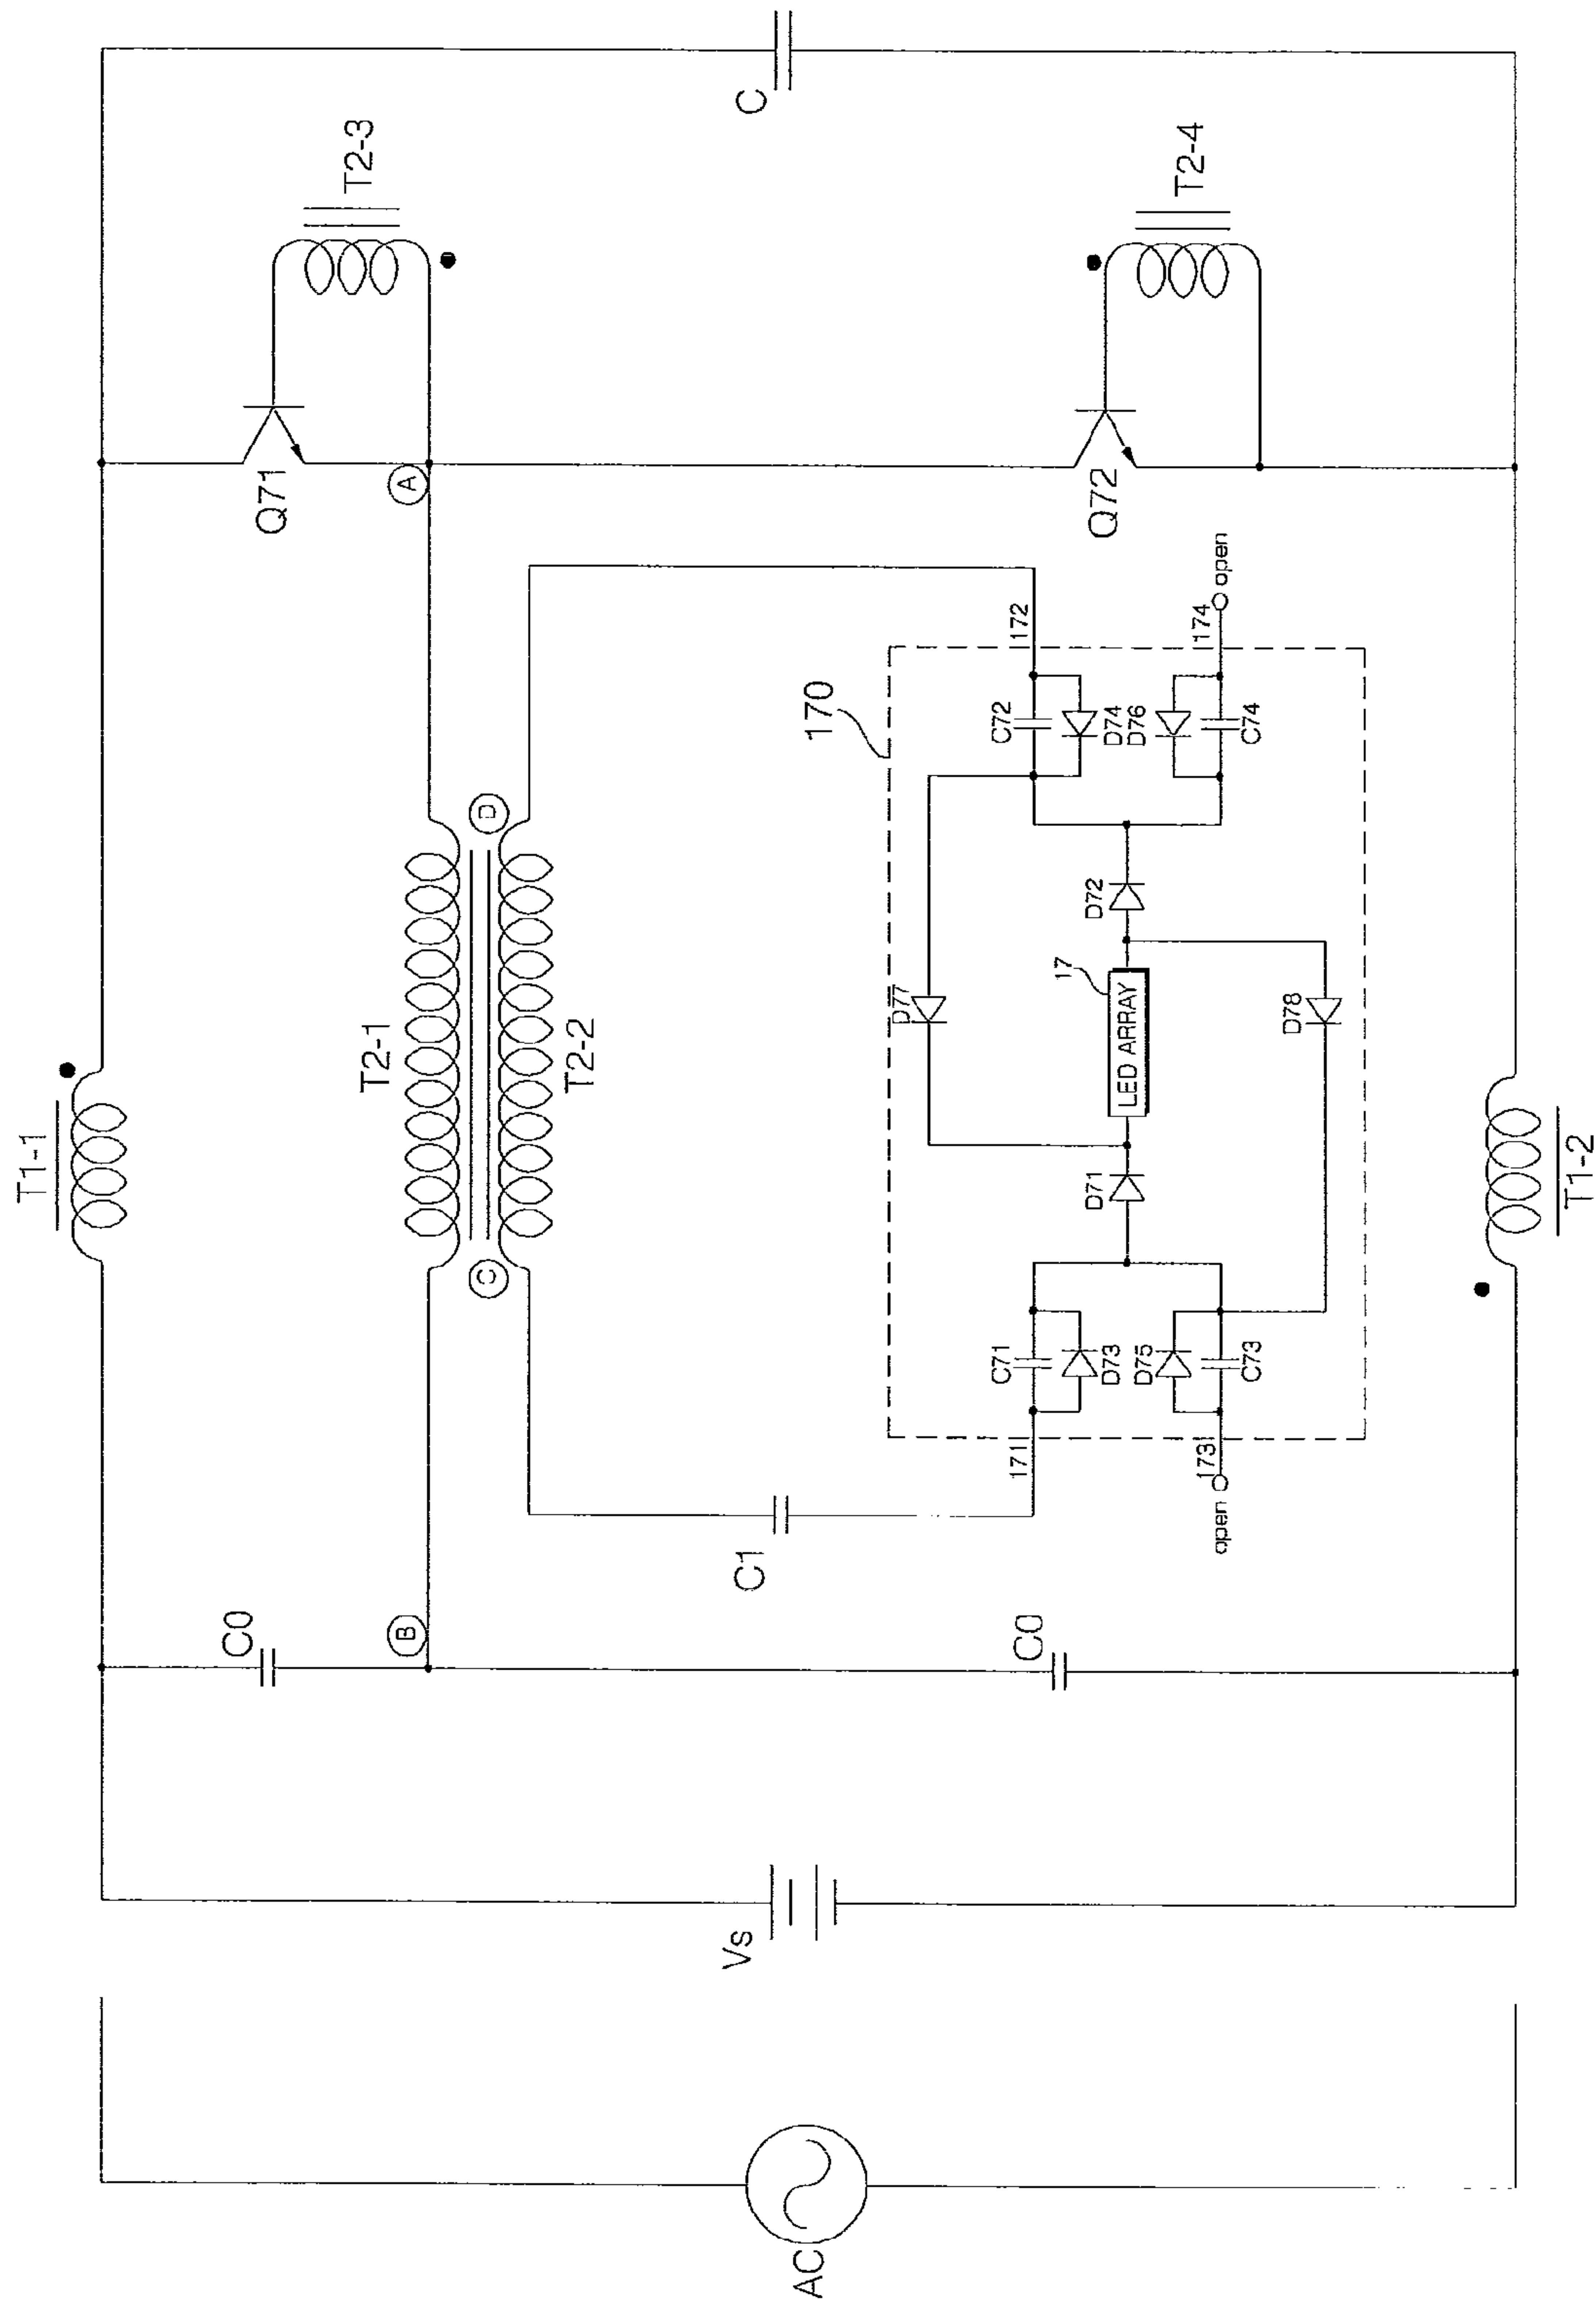 C
T2-3
T2-4
Q71
A
Q72
open
172
174
170
C72
D74
D76
C74
D
D72
17
D77
LED ARRAY
D78
T2-1
T2-2
T1-1
T1-2
D71
C
C71
D73
D75
C73
171
173
open
C1
C0
B
C0
Vs
AC